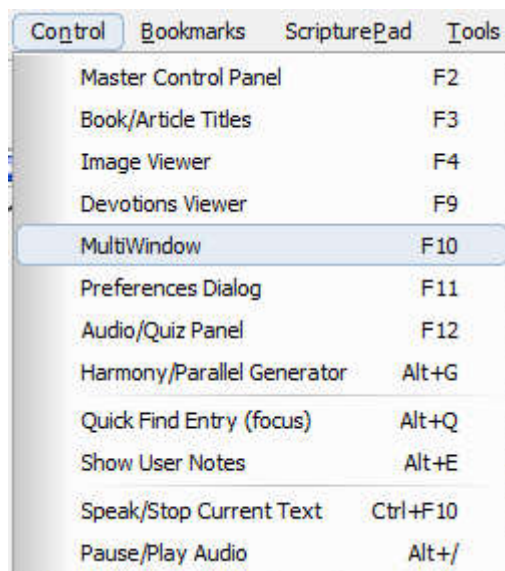 Control Bookmarks ScripturePad Tools
Master Control Panel F2
Book/Article Titles F3
Image Viewer F4
Devotions Viewer F9
MultiWindow F10
Preferences Dialog F11
Audio/Quiz Panel F12
Harmony/Parallel Generator Alt+G
Quick Find Entry (focus) Alt+Q
Show User Notes Alt+E
Speak/Stop Current Text Ctrl+F10
Pause/Play Audio Alt+/